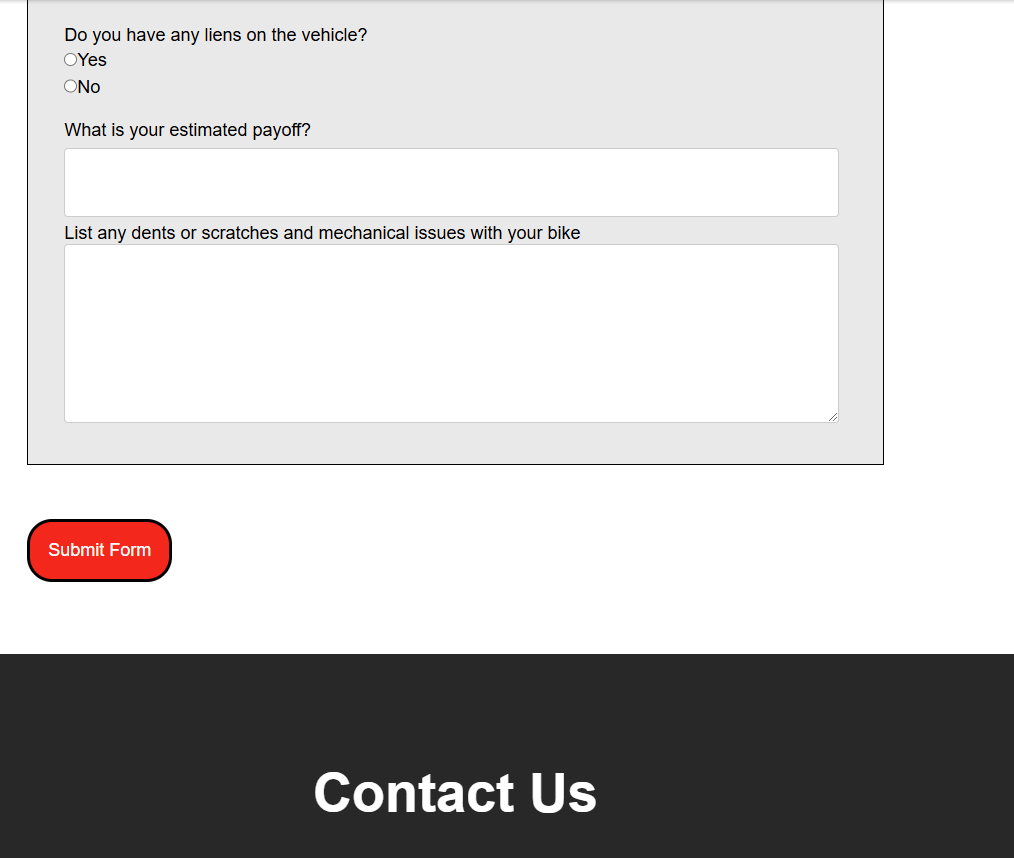 Do you have any liens on the vehicle?
Yes
No
What is your estimated payoff?
List any dents or scratches and mechanical issues with your bike
Submit Form
Contact Us